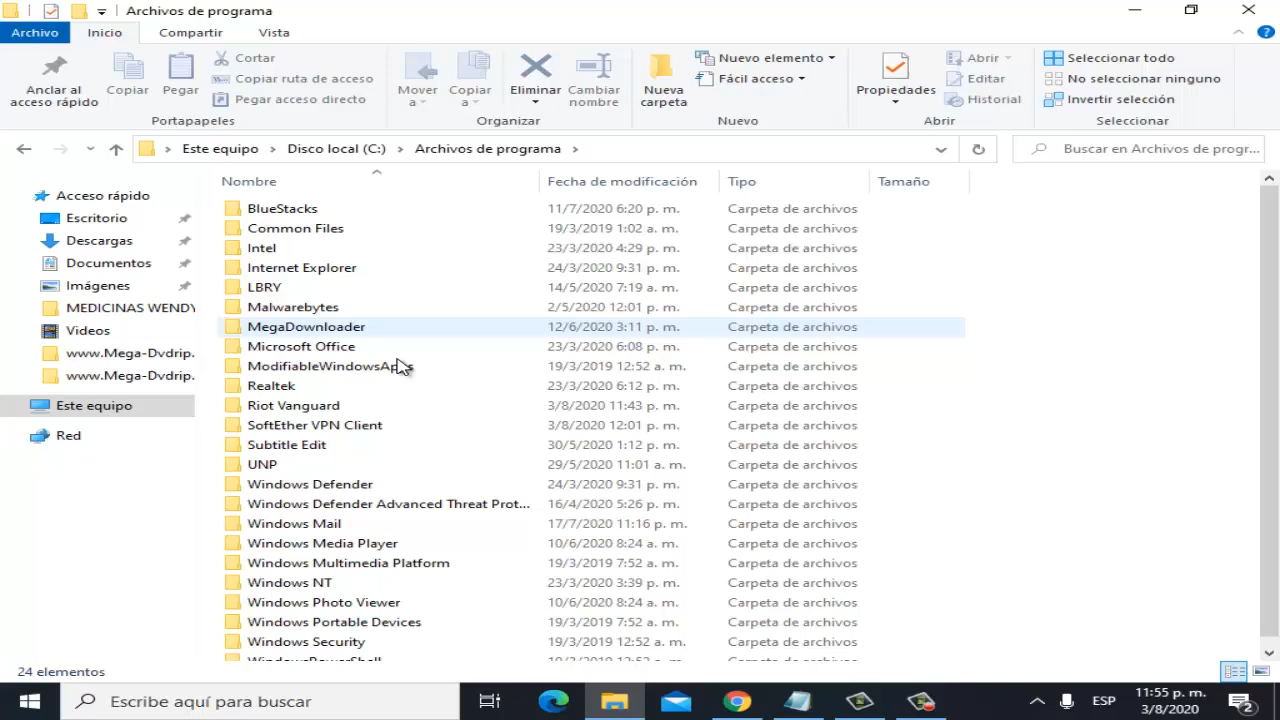 Archivos de programa
Archivo Inicio Compartir Vista
Anclar al acceso rápido
Copiar
Pegar
Cortar
Copiar ruta de acceso
Pegar acceso directo
Portapapeles
Mover a
Copiar a
Eliminar
Cambiar nombre
Organizar
Nueva carpeta
Nuevo elemento
Fácil acceso
Nuevo
Propiedades
Abrir
Editar
Historial
Abrir
Seleccionar todo
No seleccionar ninguno
Invertir selección
Seleccionar
Este equipo > Disco local (C:) > Archivos de programa >
Buscar en Archivos de progr...
Acceso rápido
Escritorio
Descargas
Documentos
Imágenes
MEDICINAS WENDY
Videos
www.Mega-Dvdrip.
www.Mega-Dvdrip.
Este equipo
Red
Nombre Fecha de modificación Tipo Tamaño
BlueStacks 11/7/2020 6:20 p. m. Carpeta de archivos
Common Files 19/3/2019 1:02 a. m. Carpeta de archivos
Intel 23/3/2020 4:29 p. m. Carpeta de archivos
Internet Explorer 24/3/2020 9:31 p. m. Carpeta de archivos
LBRY 14/5/2020 7:19 a. m. Carpeta de archivos
Malwarebytes 2/5/2020 12:01 p. m. Carpeta de archivos
MegaDownloader 12/6/2020 3:11 p. m. Carpeta de archivos
Microsoft Office 23/3/2020 6:08 p. m. Carpeta de archivos
ModifiableWindowsApps 19/3/2019 12:52 a. m. Carpeta de archivos
Realtek 23/3/2020 6:12 p. m. Carpeta de archivos
Riot Vanguard 3/8/2020 11:43 p. m. Carpeta de archivos
SoftEther VPN Client 3/8/2020 12:01 p. m. Carpeta de archivos
Subtitle Edit 30/5/2020 1:12 p. m. Carpeta de archivos
UNP 29/5/2020 11:01 a. m. Carpeta de archivos
Windows Defender 24/3/2020 9:31 p. m. Carpeta de archivos
Windows Defender Advanced Threat Prot... 16/4/2020 5:26 p. m. Carpeta de archivos
Windows Mail 17/7/2020 11:16 p. m. Carpeta de archivos
Windows Media Player 10/6/2020 8:24 a. m. Carpeta de archivos
Windows Multimedia Platform 19/3/2019 7:52 a. m. Carpeta de archivos
Windows NT 23/3/2020 3:39 p. m. Carpeta de archivos
Windows Photo Viewer 10/6/2020 8:24 a. m. Carpeta de archivos
Windows Portable Devices 19/3/2019 7:52 a. m. Carpeta de archivos
Windows Security 19/3/2019 12:52 a. m. Carpeta de archivos
24 elementos
Escribe aquí para buscar
ESP
11:55 p. m.
3/8/2020
2